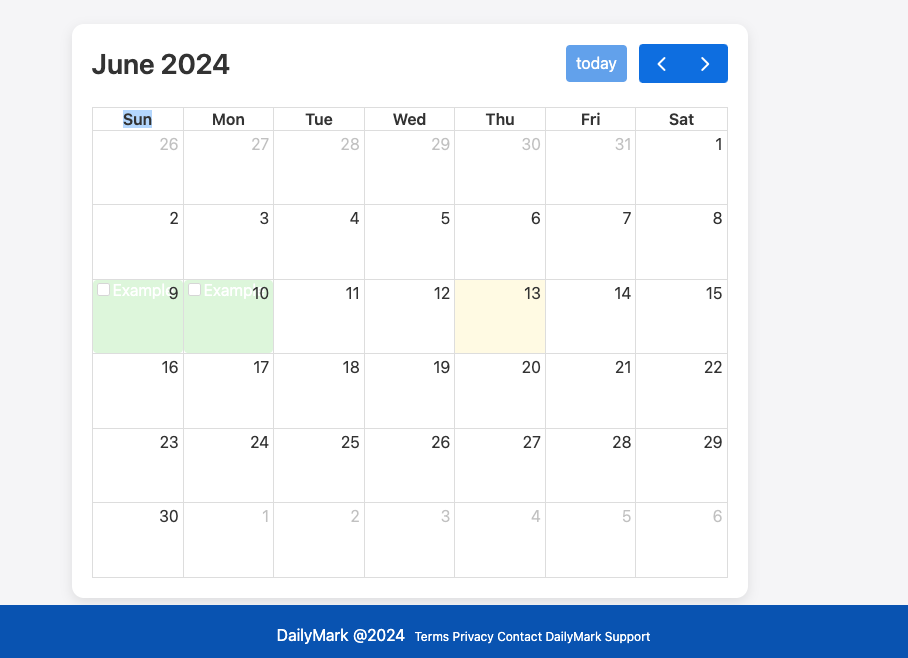 June 2024 today
Sun Mon Tue Wed Thu Fri Sat
26 27 28 29 30 31 1
2 3 4 5 6 7 8
Example 9 Examp 10 11 12 13 14 15
16 17 18 19 20 21 22
23 24 25 26 27 28 29
30 1 2 3 4 5 6
DailyMark @2024 Terms Privacy Contact DailyMark Support